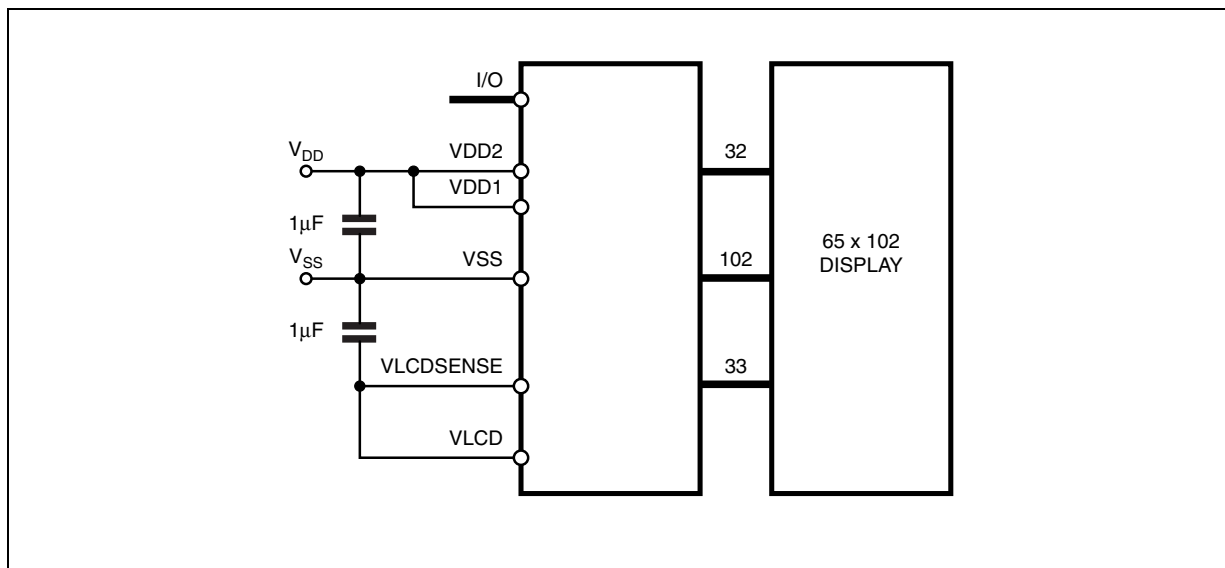 I/O
VDD
VDD2
VDD1
1μF
VSS
VSS
1μF
VLCDSENSE
VLCD
32
102
33
65 x 102
DISPLAY